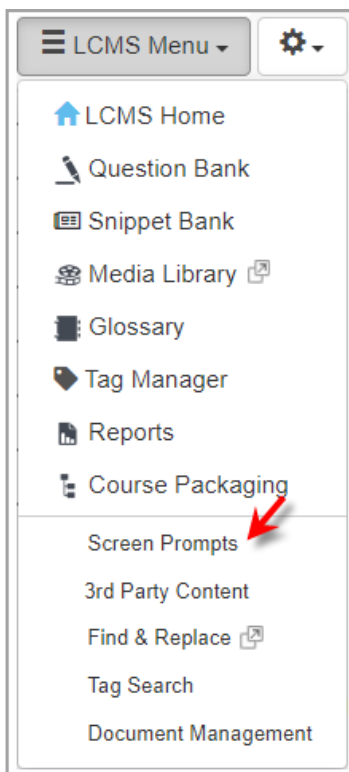 LCMS Menu
LCMS Home
Question Bank
Snippet Bank
Media Library
Glossary
Tag Manager
Reports
Course Packaging
Screen Prompts
3rd Party Content
Find & Replace
Tag Search
Document Management